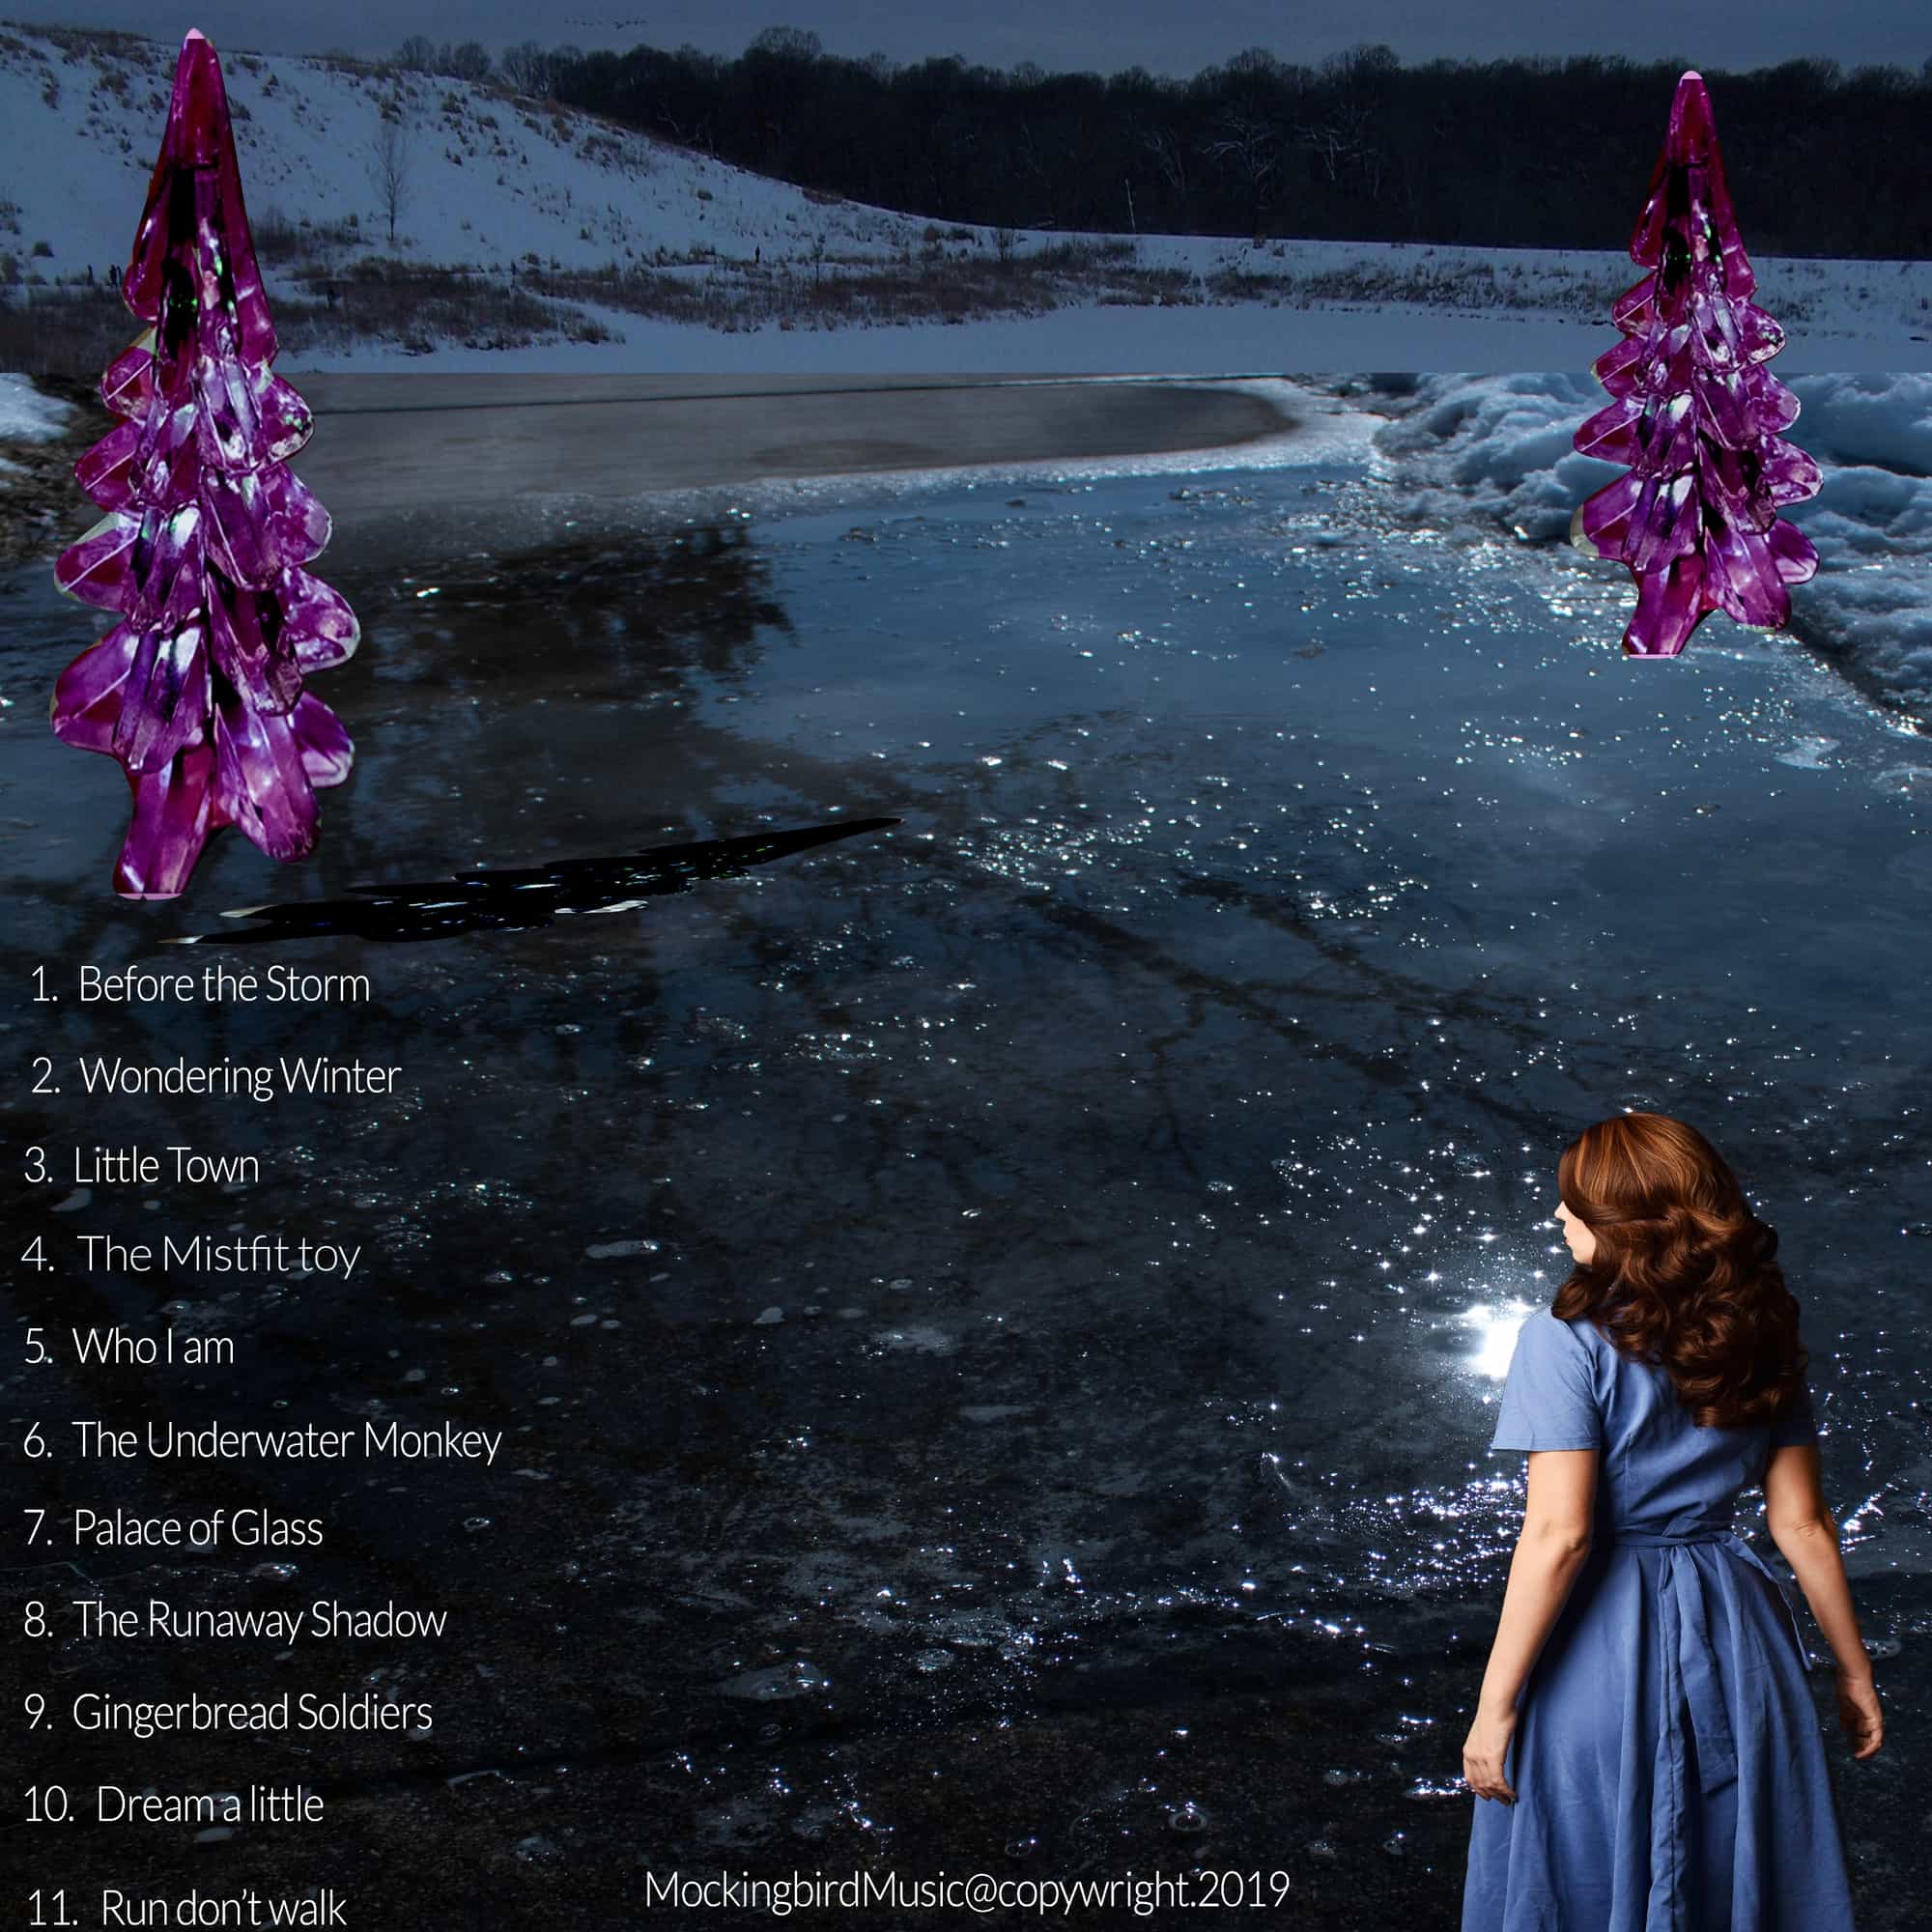 1. Before the Storm
2. Wondering Winter
3. Little Town
4. The Mistfit toy
5. Who I am
6. The Underwater Monkey
7. Palace of Glass
8. The Runaway Shadow
9. Gingerbread Soldiers
10. Dream a little
11. Run don't walk
MockingbirdMusic@copywright.2019